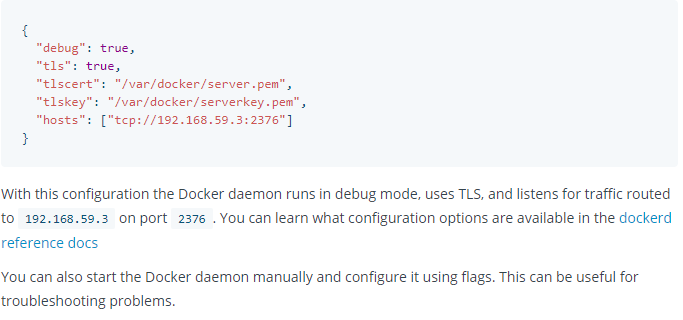 {
"debug": true,
"tls": true,
"tlscert": "/var/docker/server.pem",
"tlskey": "/var/docker/serverkey.pem",
"hosts": ["tcp://192.168.59.3:2376"]
}
With this configuration the Docker daemon runs in debug mode, uses TLS, and listens for traffic routed
to 192.168.59.3 on port 2376 . You can learn what configuration options are available in the dockerd
reference docs
You can also start the Docker daemon manually and configure it using flags. This can be useful for
troubleshooting problems.